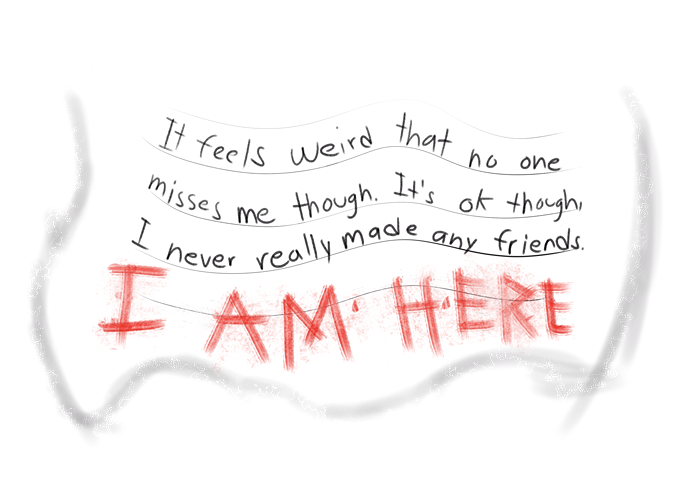 It feels weird that no one
misses me though. It's ok though,
I never really made any friends.
I AM HERE